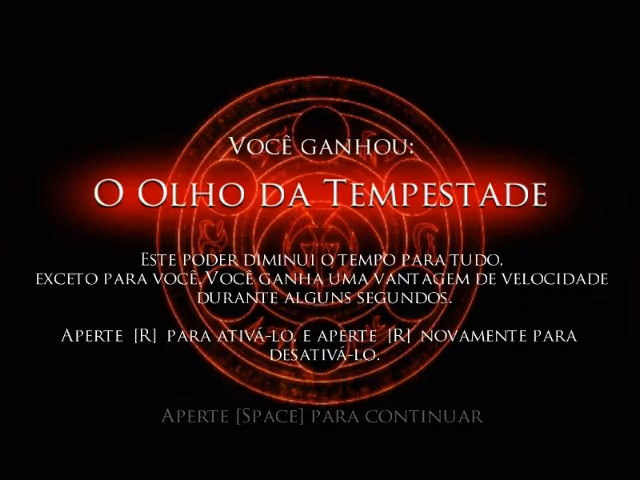 Você ganhou:
O Olho da Tempestade
Este poder diminui o tempo para tudo,
exceto para você. Você ganha uma vantagem de velocidade
durante alguns segundos.
Aperte [R] para ativá-lo, e aperte [R] novamente para
desativá-lo.
Aperte [Space] para continuar